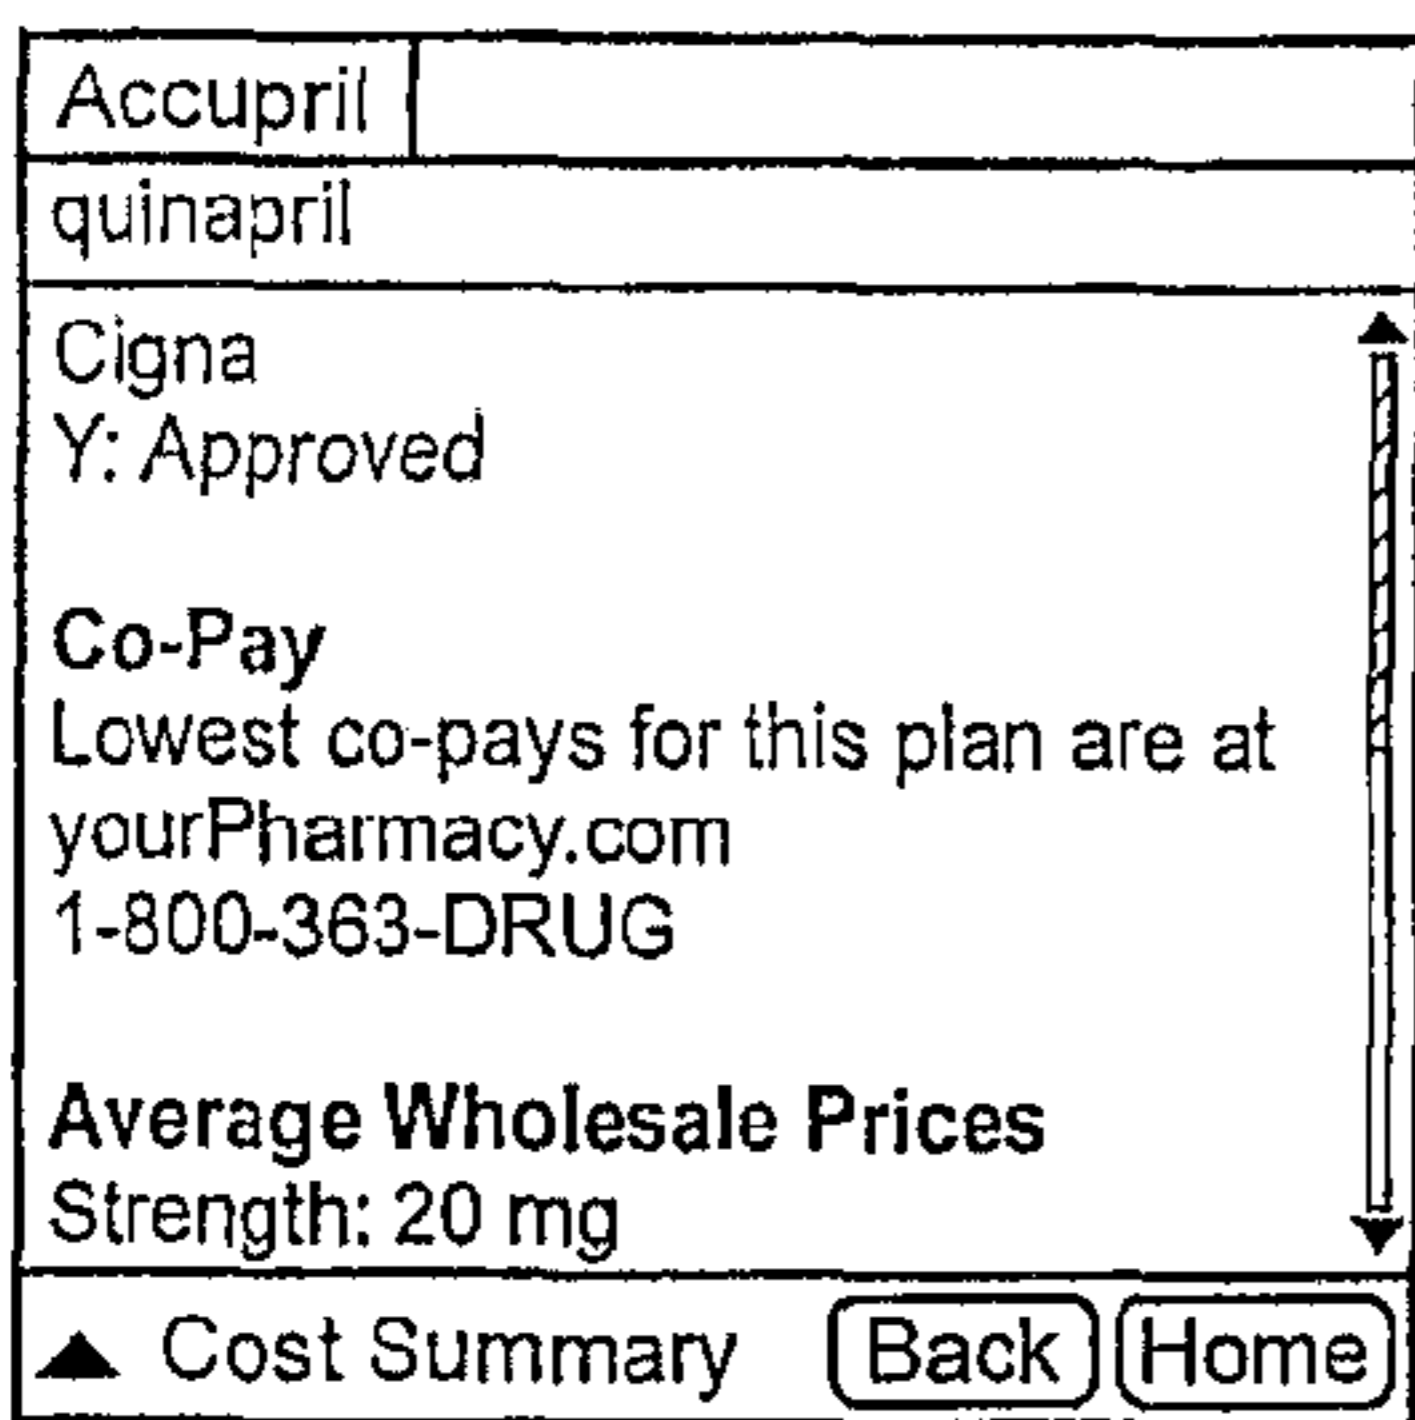 Accupril
quinapril
Cigna
Y: Approved
Co-Pay
Lowest co-pays for this plan are at
yourPharmacy.com
1-800-363-DRUG
Average Wholesale Prices
Strength: 20 mg
Cost Summary Back Home